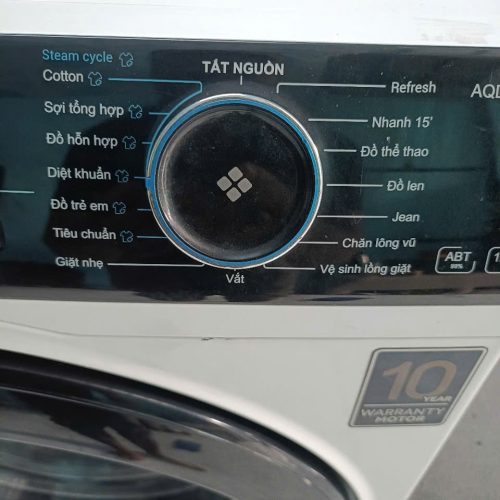 Steam cycle
Cotton
Sợi tổng hợp
Đồ hỗn hợp
Diệt khuẩn
Đồ trẻ em
Tiêu chuẩn
Giặt nhẹ
TẮT NGUỒN
Refresh
Nhanh 15'
Đồ thể thao
Đồ len
Jean
Chăn lông vũ
Vệ sinh lồng giặt
Vắt
AQD
ABT
99%
10
YEAR
WARRANTY
MOTOR